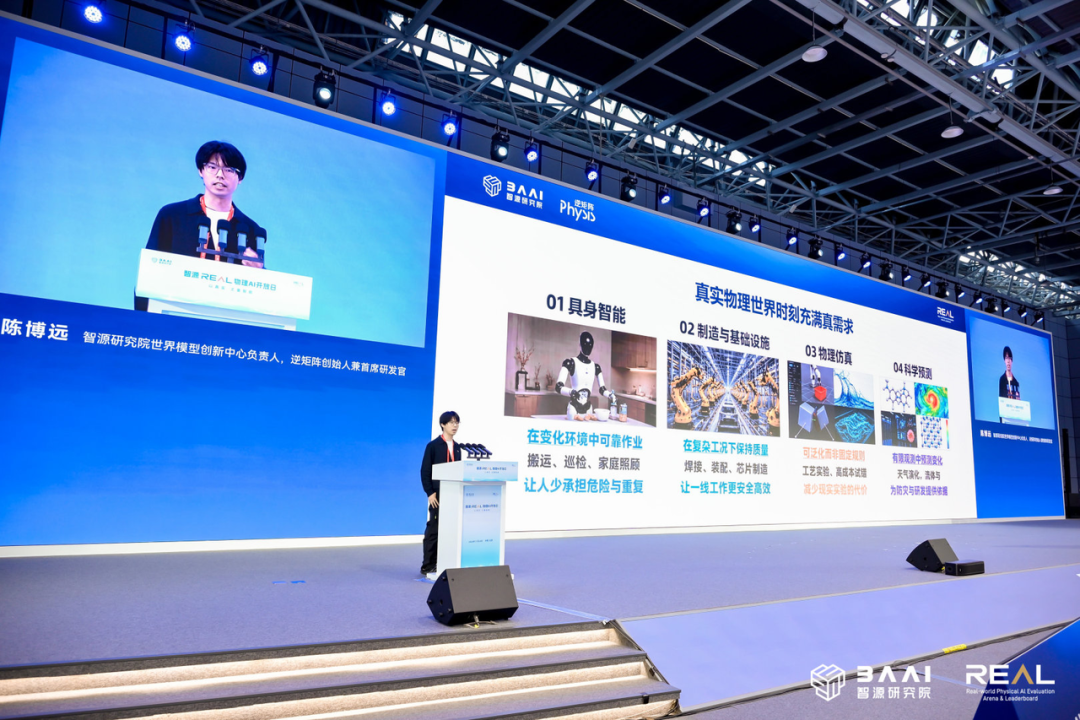 BAAI
智源研究院
逆矩阵
Physis
REAL
真实物理世界时刻充满真需求
01 具身智能
在变化环境中可靠作业
搬运、巡检、家庭照顾
让人少承担危险与重复
02 制造与基础设施
在复杂工况下保持质量
焊接、装配、芯片制造
让一线工作更安全高效
03 物理仿真
可泛化而非固定规则
工艺实验、高成本试错
减少现实实验的代价
04 科学预测
有限观测中预测变化
天气演化、流体与
为防灾与研发提供依据
智源 REAL 物理AI开放日
陈博远
智源研究院世界模型创新中心负责人，逆矩阵创始人兼首席研发官
陈博远
BAAI
智源研究院
REAL
Real-world Physical AI Evaluation
Arena & Leaderboard